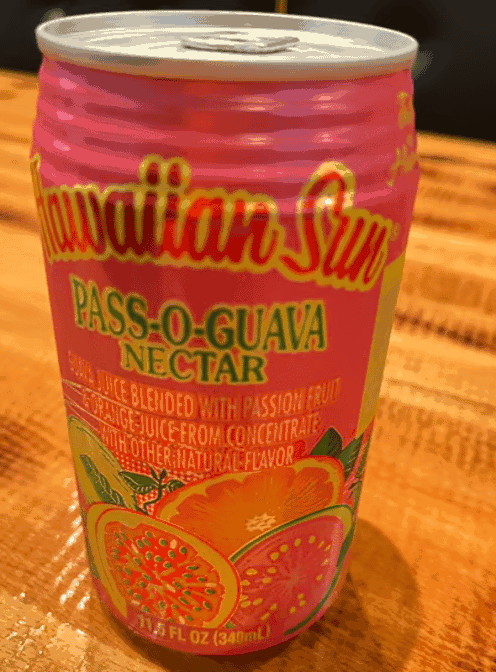 Hawaiian Sun®
PASS-O-GUAVA
NECTAR
GUAVA JUICE BLENDED WITH PASSION FRUIT
& ORANGE JUICE FROM CONCENTRATE
WITH OTHER NATURAL FLAVOR
11.5 FL OZ (340mL)